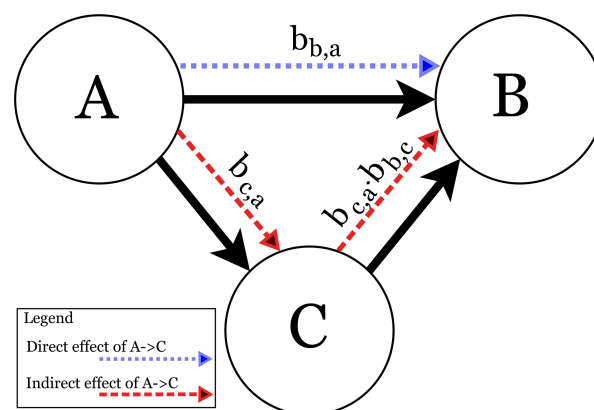 b_b,a
A
B
b_c,a
b_c,a·b_b,c
C
Legend
Direct effect of A->C
Indirect effect of A->C